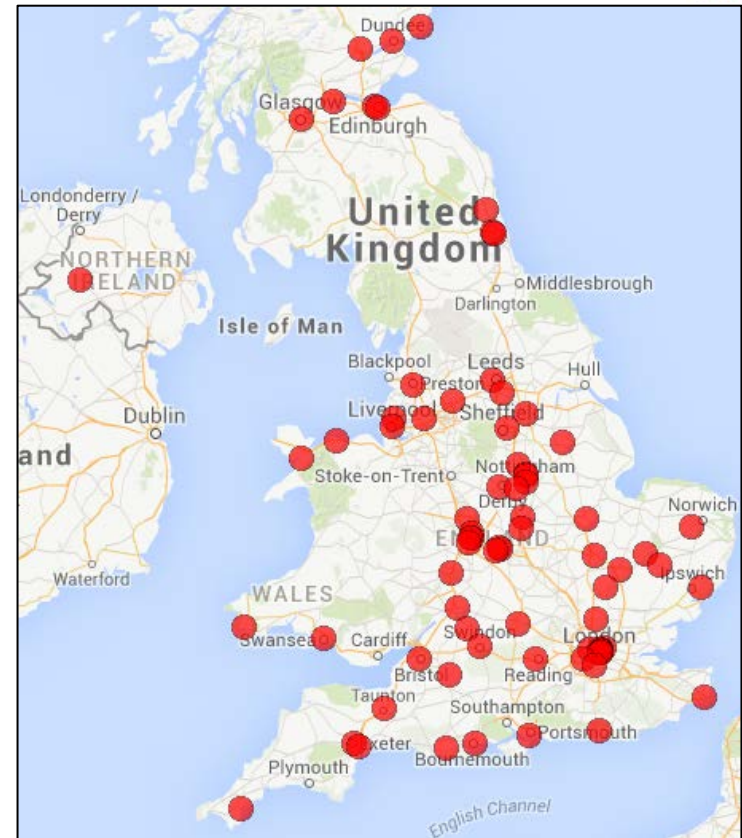 Dundee
Glasgow
Edinburgh
Londonderry /
Derry
United
Kingdom
NORTHERN
IRELAND
Middlesbrough
Darlington
Isle of Man
Blackpool
Leeds
Preston
Hull
Dublin
Liverpool
Sheffield
and
Stoke-on-Trent
Nottingham
Derby
Norwich
ENGLAND
Waterford
Ipswich
WALES
Swansea
Cardiff
Swindon
London
Bristol
Reading
Taunton
Southampton
Portsmouth
Exeter
Bournemouth
Plymouth
English Channel